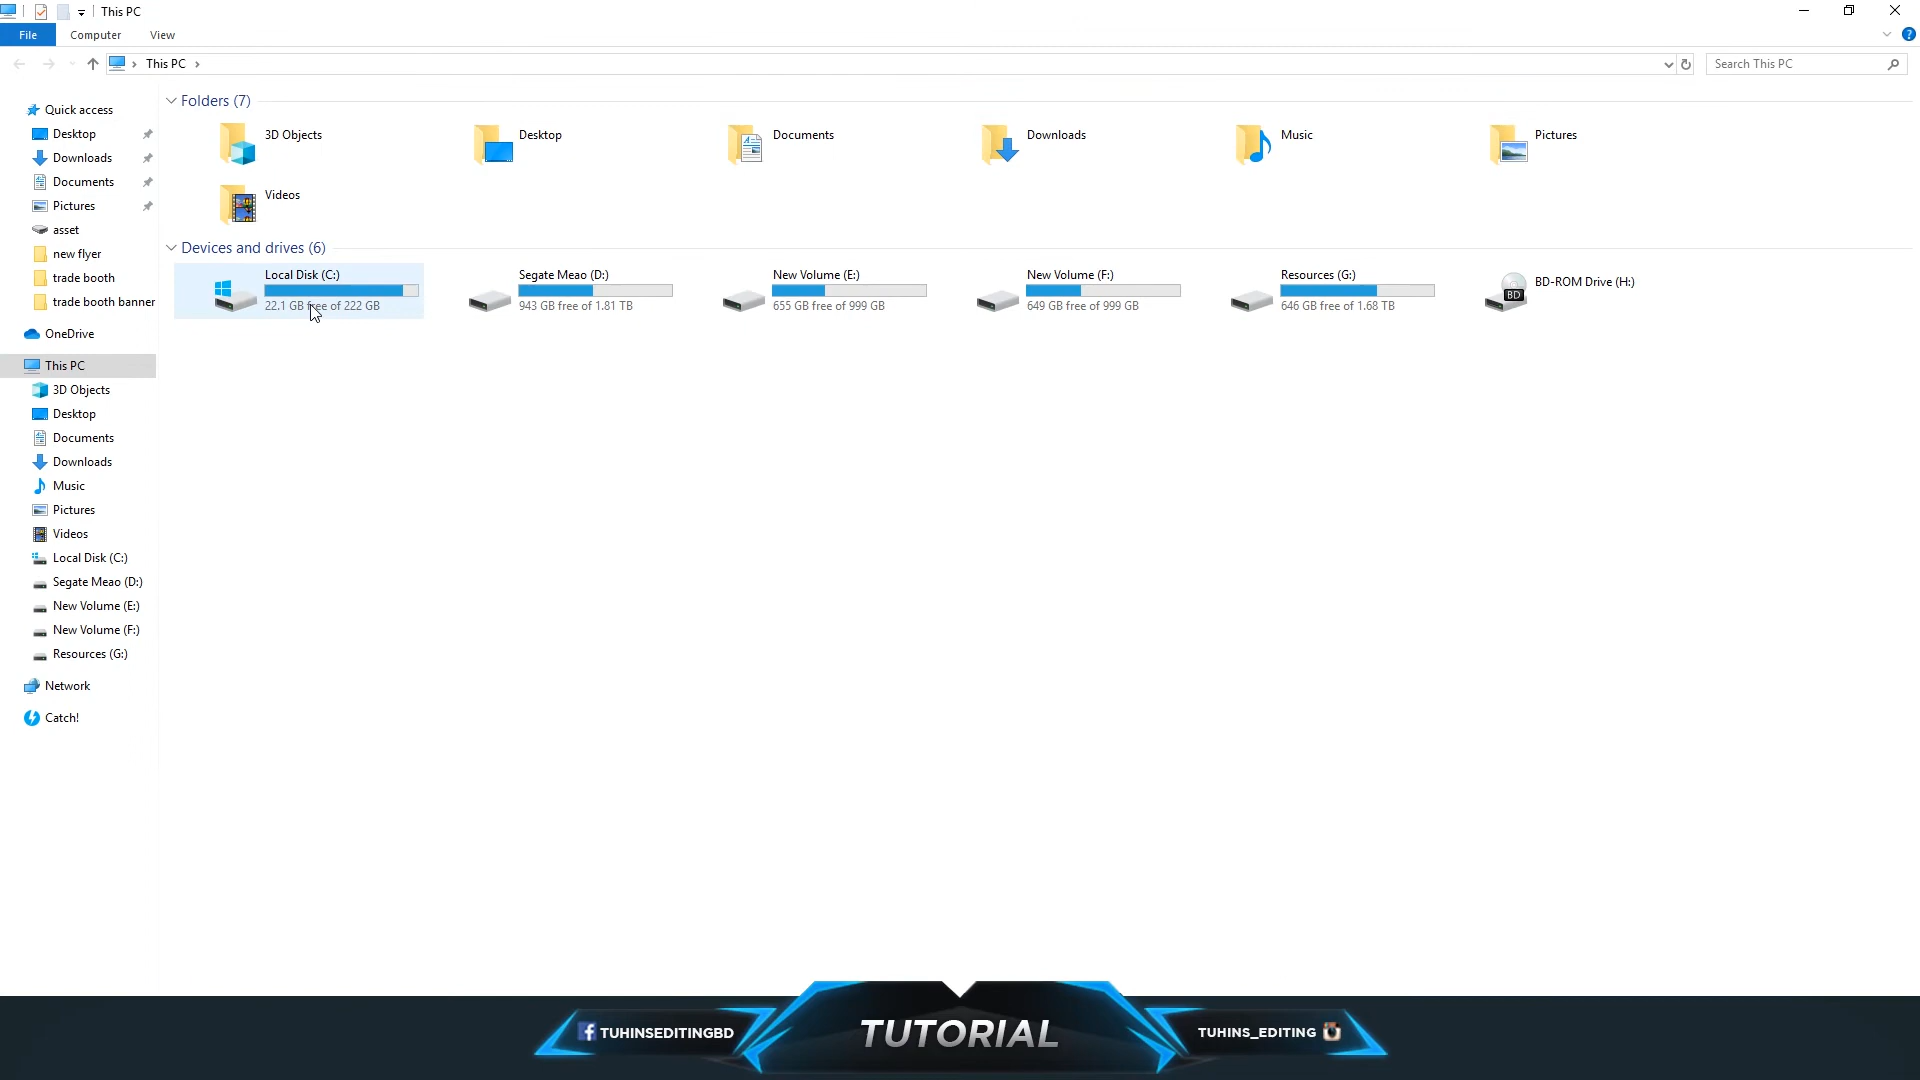 This PC
File Computer View
This PC
Search This PC
Quick access
Desktop
Downloads
Documents
Pictures
asset
new flyer
trade booth
trade booth banner
OneDrive
This PC
3D Objects
Desktop
Documents
Downloads
Music
Pictures
Videos
Local Disk (C:)
Segate Meao (D:)
New Volume (E:)
New Volume (F:)
Resources (G:)
Network
Catch!
Folders (7)
3D Objects
Desktop
Documents
Downloads
Music
Pictures
Videos
Devices and drives (6)
Local Disk (C:)
22.1 GB free of 222 GB
Segate Meao (D:)
943 GB free of 1.81 TB
New Volume (E:)
655 GB free of 999 GB
New Volume (F:)
649 GB free of 999 GB
Resources (G:)
646 GB free of 1.68 TB
BD
BD-ROM Drive (H:)
TUHINSEDITINGBD
TUTORIAL
TUHINS_EDITING